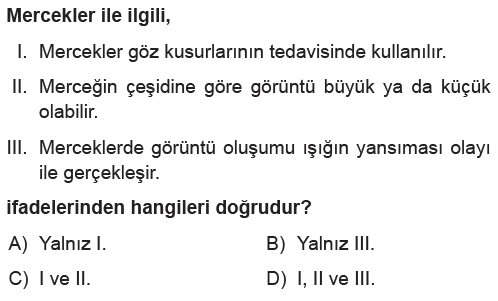 Mercekler ile ilgili,
I. Mercekler göz kusurlarının tedavisinde kullanılır.
II. Merceğin çeşidine göre görüntü büyük ya da küçük
olabilir.
III. Merceklerde görüntü oluşumu ışığın yansıması olayı
ile gerçekleşir.
ifadelerinden hangileri doğrudur?
A) Yalnız I. B) Yalnız III.
C) I ve II. D) I, II ve III.